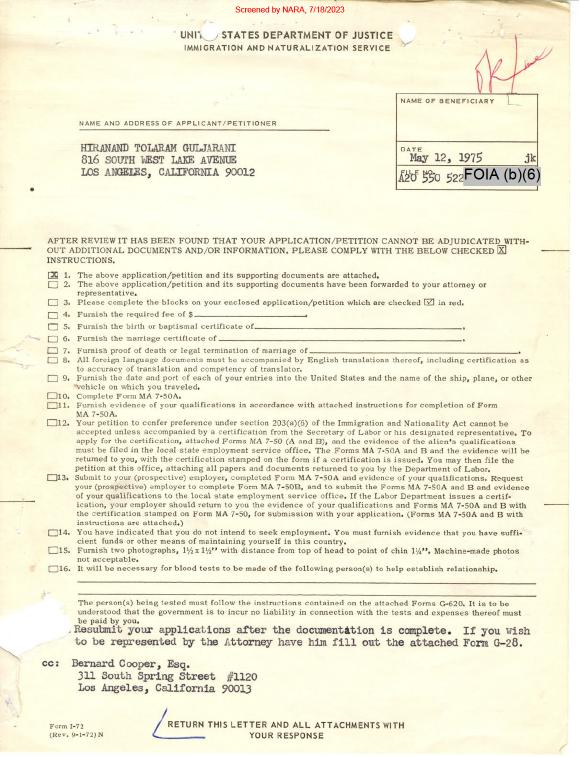 Screened by NARA, 7/18/2023
UNIT STATES DEPARTMENT OF JUSTICE
IMMIGRATION AND NATURALIZATION SERVICE
OK
NAME OF BENEFICIARY
NAME AND ADDRESS OF APPLICANT/PETITIONER
HIRANAND TOLARAM GULJARANI
816 SOUTH WEST LAKE AVENUE
LOS ANGELES, CALIFORNIA 90012
DATE
May 12, 1975 jk
FILE NO.
A20 550 522 FOIA (b)(6)
AFTER REVIEW IT HAS BEEN FOUND THAT YOUR APPLICATION/PETITION CANNOT BE ADJUDICATED WITH-
OUT ADDITIONAL DOCUMENTS AND/OR INFORMATION. PLEASE COMPLY WITH THE BELOW CHECKED X
INSTRUCTIONS.
X 1. The above application/petition and its supporting documents are attached.
2. The above application/petition and its supporting documents have been forwarded to your attorney or
representative.
3. Please complete the blocks on your enclosed application/petition which are checked ✓ in red.
4. Furnish the required fee of $
5. Furnish the birth or baptismal certificate of
6. Furnish the marriage certificate of
7. Furnish proof of death or legal termination of marriage of
8. All foreign language documents must be accompanied by English translations thereof, including certification as
to accuracy of translation and competency of translator.
9. Furnish the date and port of each of your entries into the United States and the name of the ship, plane, or other
vehicle on which you traveled.
10. Complete Form MA 7-50A.
11. Furnish evidence of your qualifications in accordance with attached instructions for completion of Form
MA 7-50A.
12. Your petition to confer preference under section 203(a)(6) of the Immigration and Nationality Act cannot be
accepted unless accompanied by a certification from the Secretary of Labor or his designated representative. To
apply for the certification, attached Forms MA 7-50 (A and B), and the evidence of the alien's qualifications
must be filed in the local state employment service office. The Forms MA 7-50A and B and the evidence will be
returned to you, with the certification stamped on the form if a certification is issued. You may then file the
petition at this office, attaching all papers and documents returned to you by the Department of Labor.
13. Submit to your (prospective) employer, completed Form MA 7-50A and evidence of your qualifications. Request
your (prospective) employer to complete Form MA 7-50B, and to submit the Forms MA 7-50A and B and evidence
of your qualifications to the local state employment service office. If the Labor Department issues a certif-
ication, your employer should return to you the evidence of your qualifications and Forms MA 7-50A and B with
the certification stamped on Form MA 7-50, for submission with your application. (Forms MA 7-50A and B with
instructions are attached.)
14. You have indicated that you do not intend to seek employment. You must furnish evidence that you have suffi-
cient funds or other means of maintaining yourself in this country.
15. Furnish two photographs, 1½ x 1½" with distance from top of head to point of chin 1¼". Machine-made photos
not acceptable.
16. It will be necessary for blood tests to be made of the following person(s) to help establish relationship.
The person(s) being tested must follow the instructions contained on the attached Forms G-620. It is to be
understood that the government is to incur no liability in connection with the tests and expenses thereof must
be paid by you.
Resubmit your applications after the documentation is complete. If you wish
to be represented by the Attorney have him fill out the attached Form G-28.
cc: Bernard Cooper, Esq.
311 South Spring Street #1120
Los Angeles, California 90013
Form I-72
(Rev. 9-1-72) N
RETURN THIS LETTER AND ALL ATTACHMENTS WITH
YOUR RESPONSE